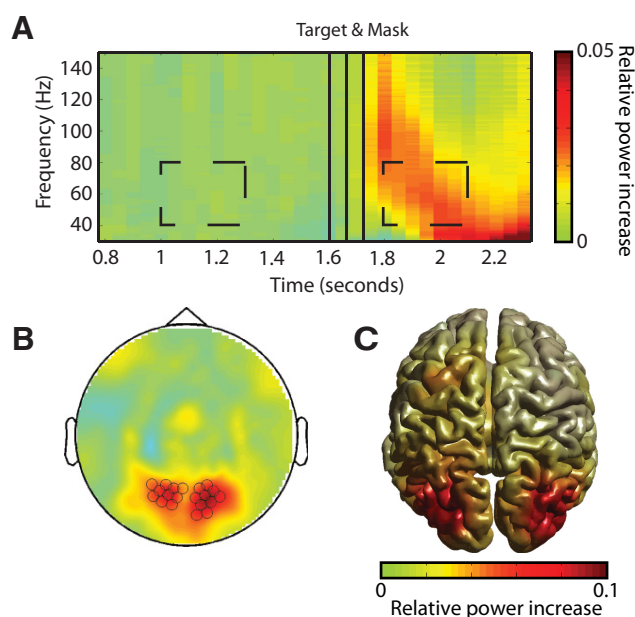 A
Target & Mask
Frequency (Hz)
140
120
100
80
60
40
0.8
1
1.2
1.4
1.6
1.8
2
2.2
Time (seconds)
0.05
0
Relative power increase
B
C
0
0.1
Relative power increase